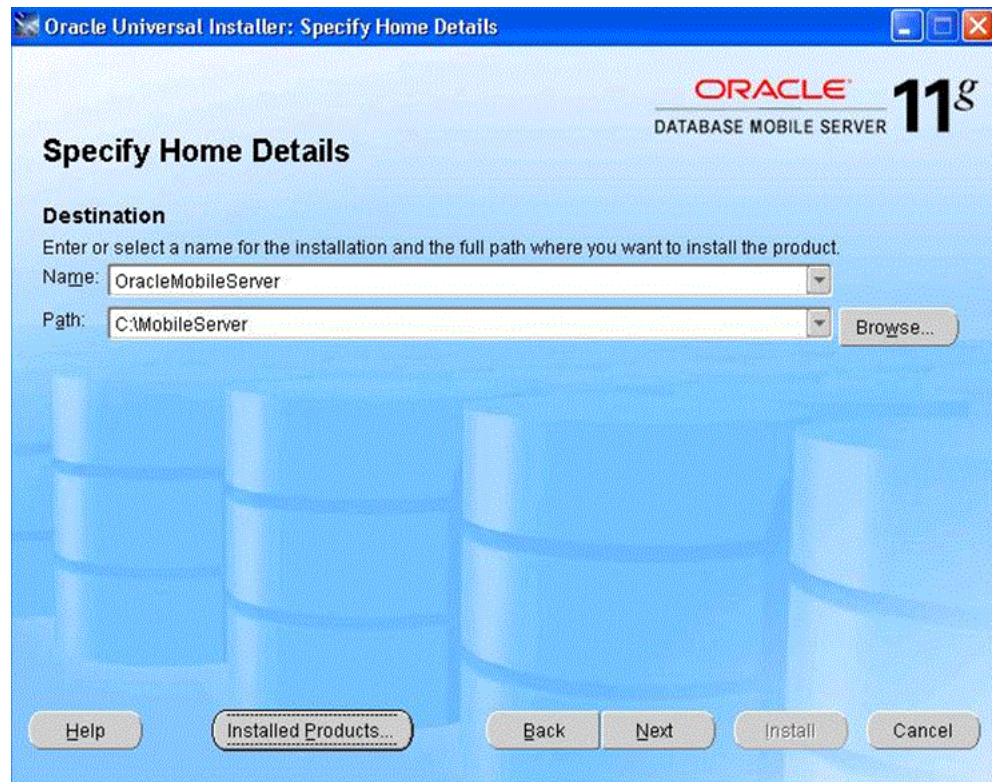 Oracle Universal Installer: Specify Home Details
ORACLE
DATABASE MOBILE SERVER 11g
Specify Home Details
Destination
Enter or select a name for the installation and the full path where you want to install the product.
Name: OracleMobileServer
Path: C:\MobileServer Browse...
Help Installed Products... Back Next Install Cancel